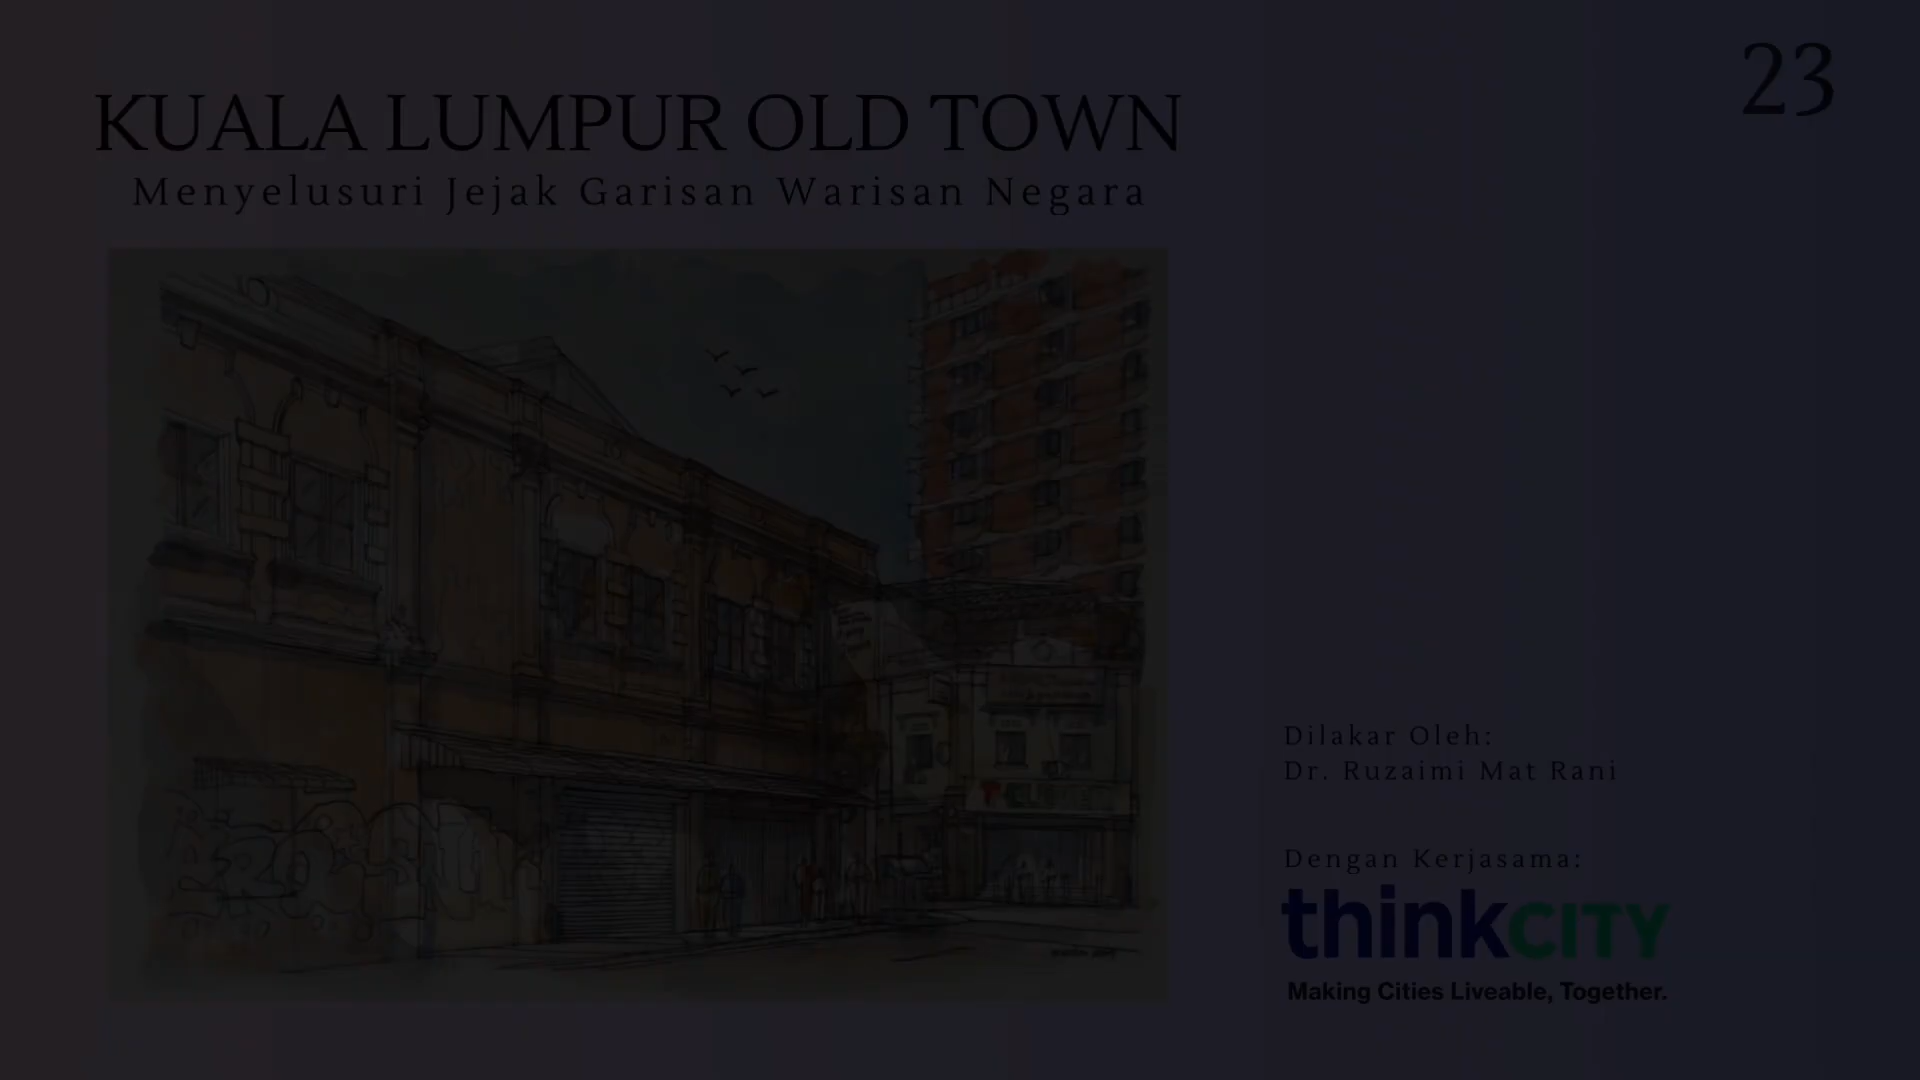 23
KUALA LUMPUR OLD TOWN
Menyelusuri Jejak Garisan Warisan Negara
Dilakar Oleh:
Dr. Ruzaimi Mat Rani
Dengan Kerjasama:
thinkCITY
Making Cities Liveable, Together.